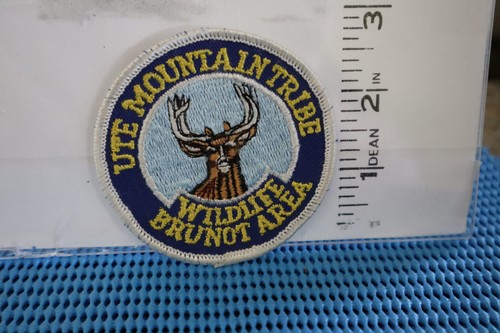 UTE MOUNTAIN TRIBE
WILDLIFE
BRUNOT AREA
1 2 3
DEAN IN